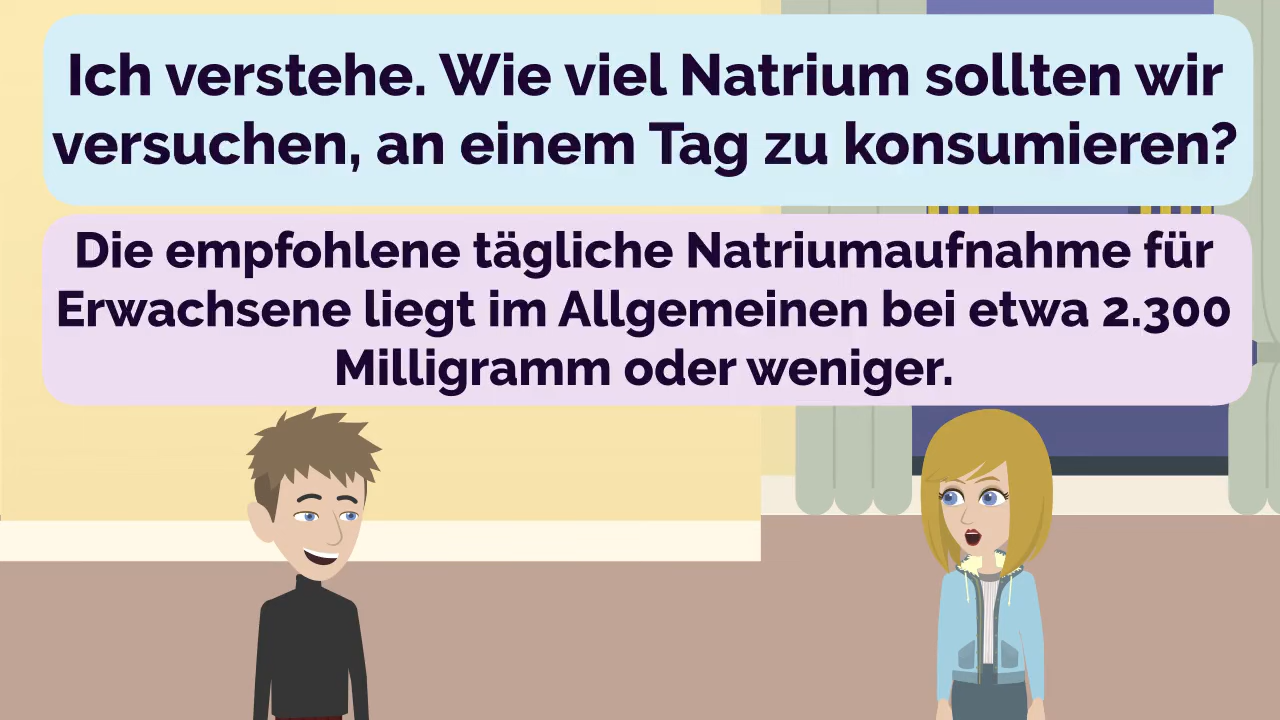 Ich verstehe. Wie viel Natrium sollten wir
versuchen, an einem Tag zu konsumieren?
Die empfohlene tägliche Natriumaufnahme für
Erwachsene liegt im Allgemeinen bei etwa 2.300
Milligramm oder weniger.